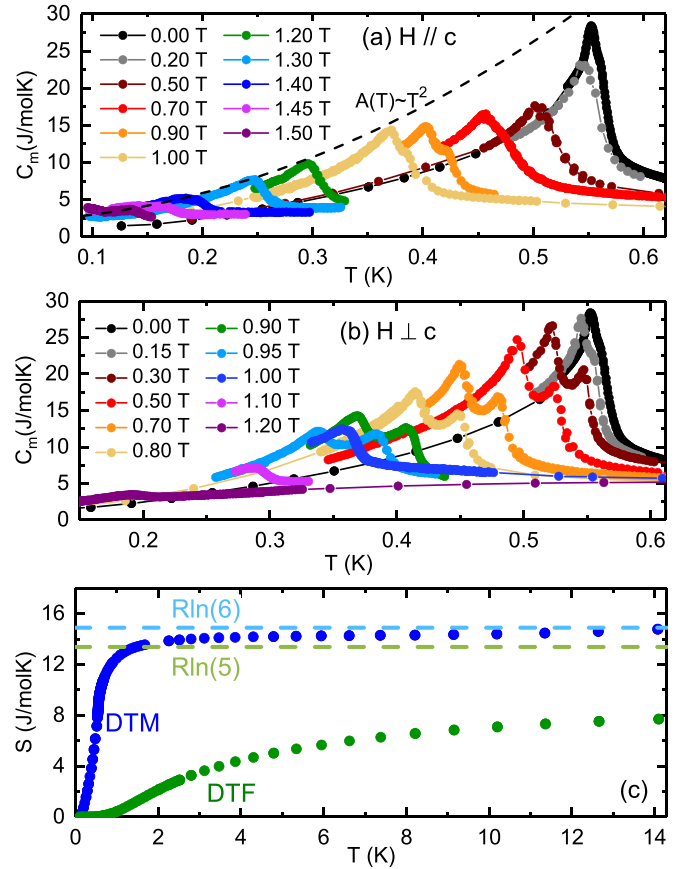 30
25
20
15
10
5
0
C_m(J/molK)
0.00 T
0.20 T
0.50 T
0.70 T
0.90 T
1.00 T
1.20 T
1.30 T
1.40 T
1.45 T
1.50 T
(a) H // c
A(T)~T²
0.1 0.2 0.3 0.4 0.5 0.6
T (K)
30
25
20
15
10
5
0
C_m(J/molK)
0.00 T
0.15 T
0.30 T
0.50 T
0.70 T
0.80 T
0.90 T
0.95 T
1.00 T
1.10 T
1.20 T
(b) H ⊥ c
0.2 0.3 0.4 0.5 0.6
T (K)
16
12
8
4
0
S (J/molK)
Rln(6)
Rln(5)
DTM
DTF
(c)
0 2 4 6 8 10 12 14
T (K)